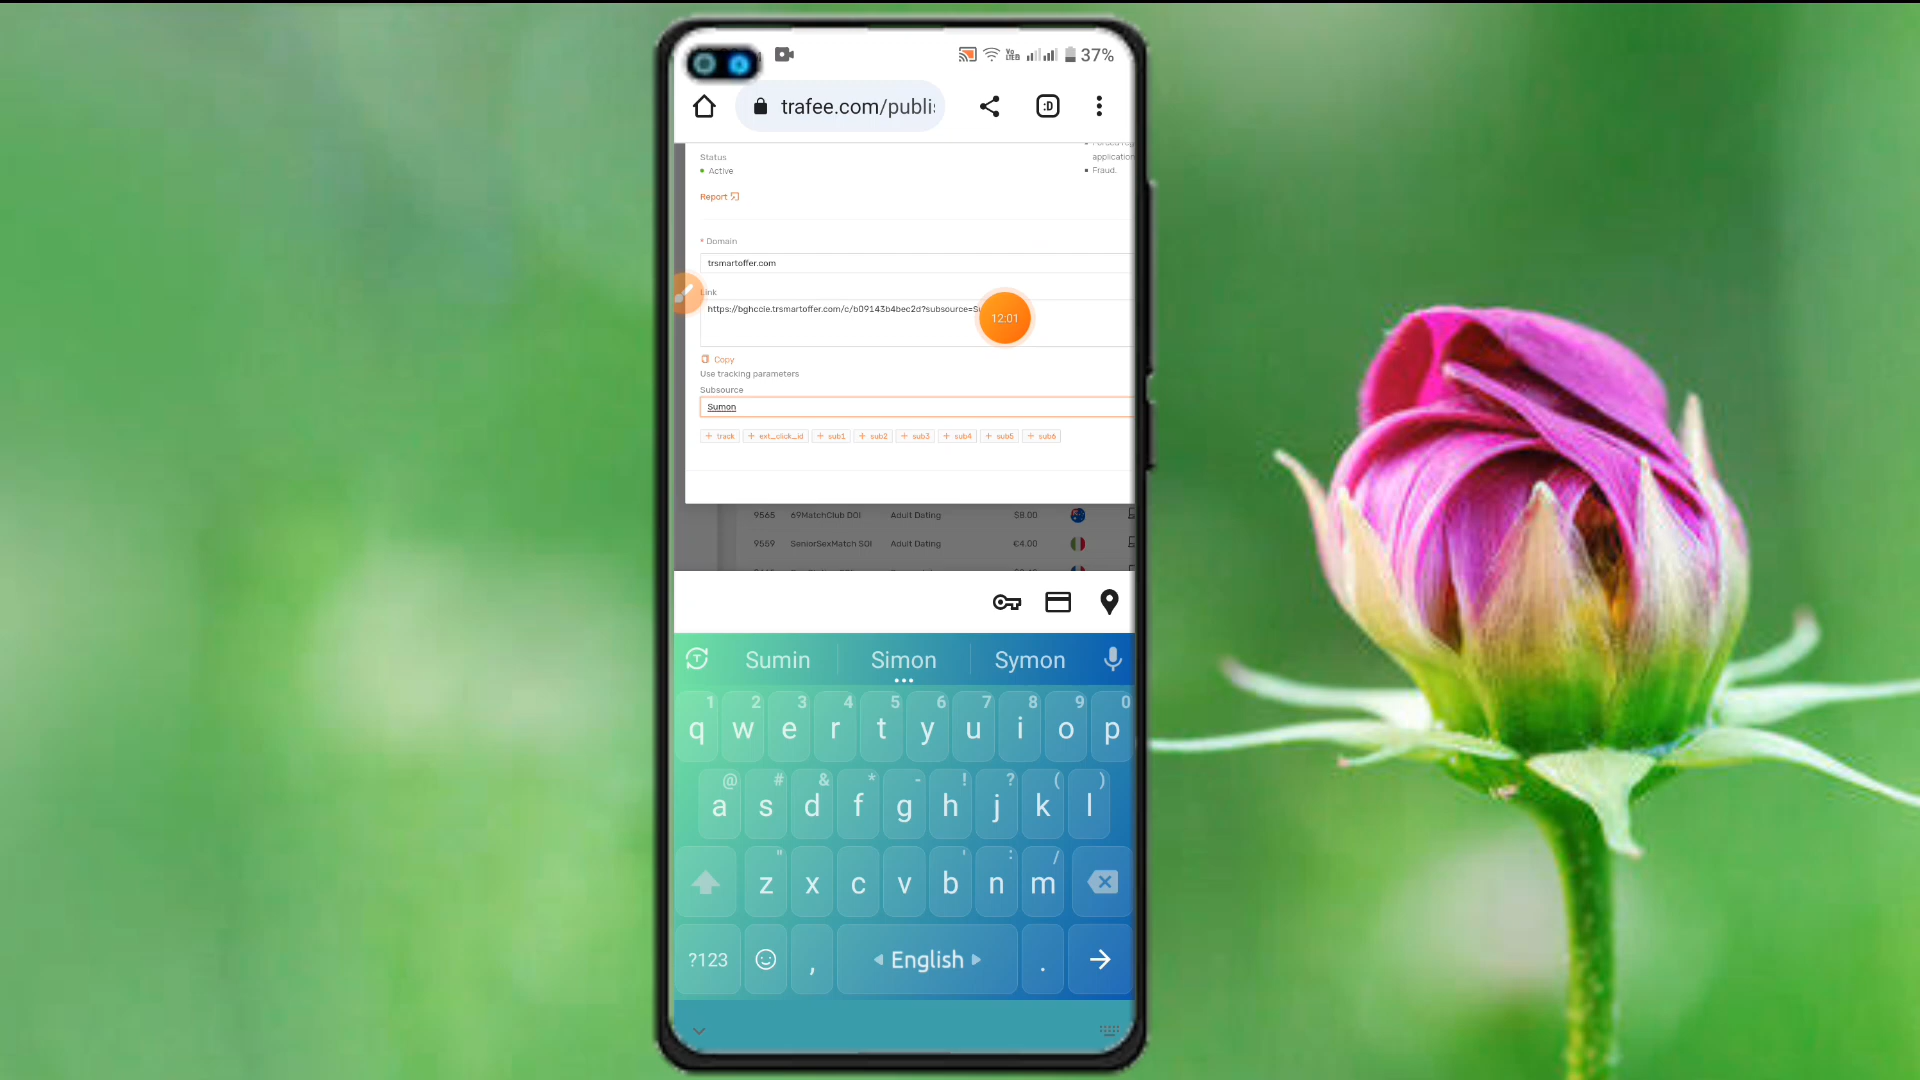 37%
trafee.com/publi
Status
application
Active
Fraud.
Report
* Domain
trsmartoffer.com
Link
https://bghccle.trsmartoffer.com/c/b09143b4bec2d?subsource=S
12:01
Copy
Use tracking parameters
Subsource
Sumon
+ track + ext_click_id + sub1 + sub2 + sub3 + sub4 + sub5 + sub6
9565 69MatchClub DOI Adult Dating $8.00
9559 SeniorSexMatch SOI Adult Dating €4.00
Sumin Simon Symon
1 2 3 4 5 6 7 8 9 0
q w e r t y u i o p
@ # & * - ! ? ( )
a s d f g h j k l
" ' : /
z x c v b n m
?123 , English .